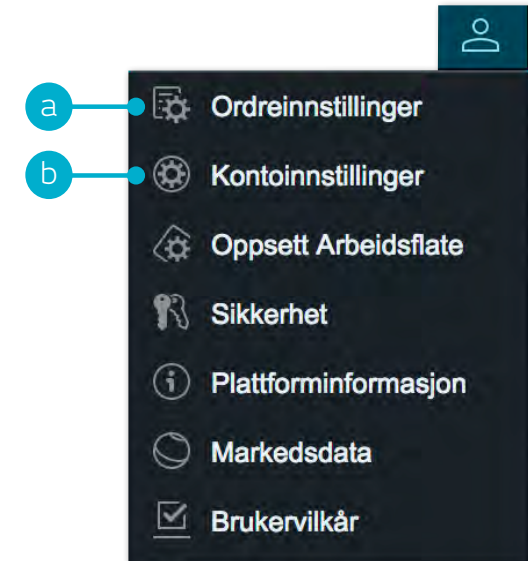 a
Ordreinnstillinger
b
Kontoinnstillinger
Oppsett Arbeidsflate
Sikkerhet
Plattforminformasjon
Markedsdata
Brukervilkår